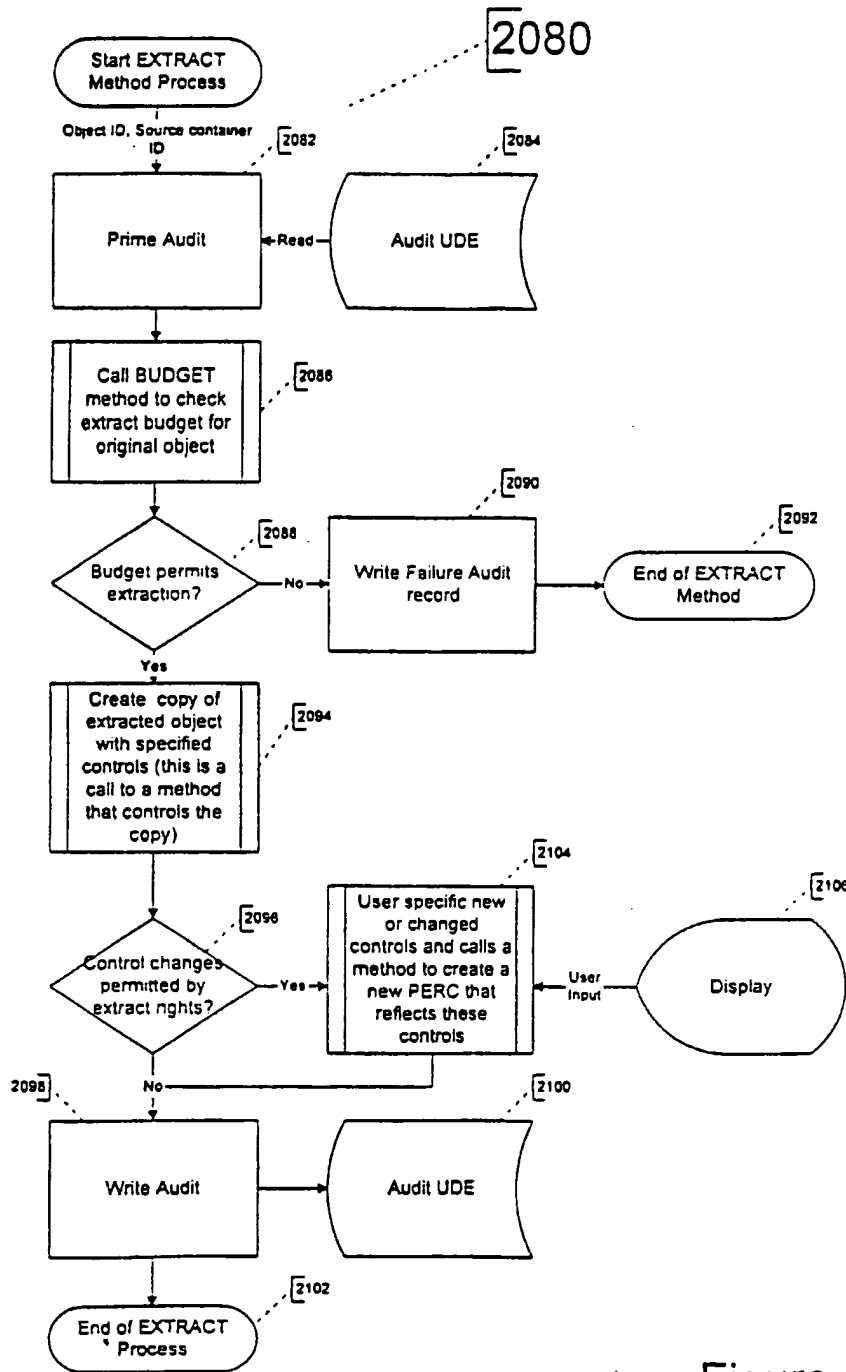 2080
Start EXTRACT
Method Process
Object ID, Source container
ID
2082
2084
Prime Audit
Read
Audit UDE
Call BUDGET
method to check
extract budget for
original object
2086
2090
2088
2092
Budget permits
extraction?
No
Write Failure Audit
record
End of EXTRACT
Method
Yes
Create copy of
extracted object
with specified
controls (this is a
call to a method
that controls the
copy)
2094
2104
2106
2096
Control changes
permitted by
extract rights?
Yes
User specific new
or changed
controls and calls a
method to create a
new PERC that
reflects these
controls
User
Input
Display
No
2098
2100
Write Audit
Audit UDE
2102
End of EXTRACT
Process